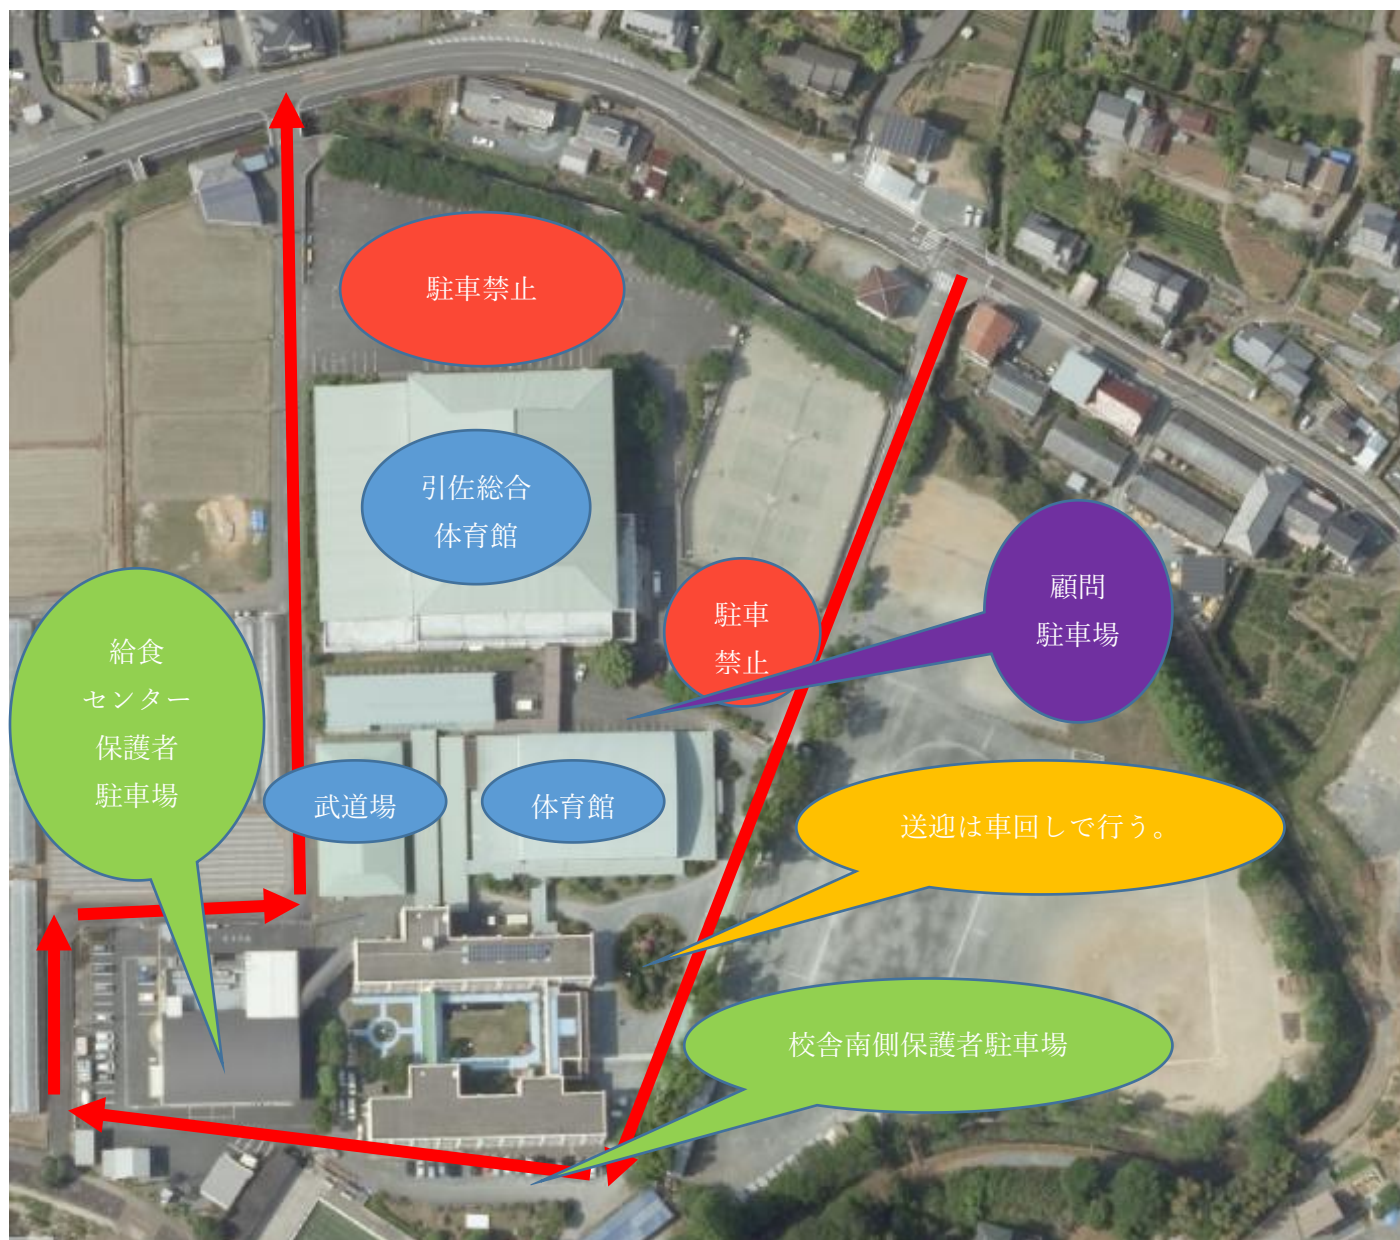 駐車禁止
引佐総合
体育館
顧問
駐車場
駐車
禁止
給食
センター
保護者
駐車場
武道場
体育館
送迎は車回しで行う。
校舎南側保護者駐車場